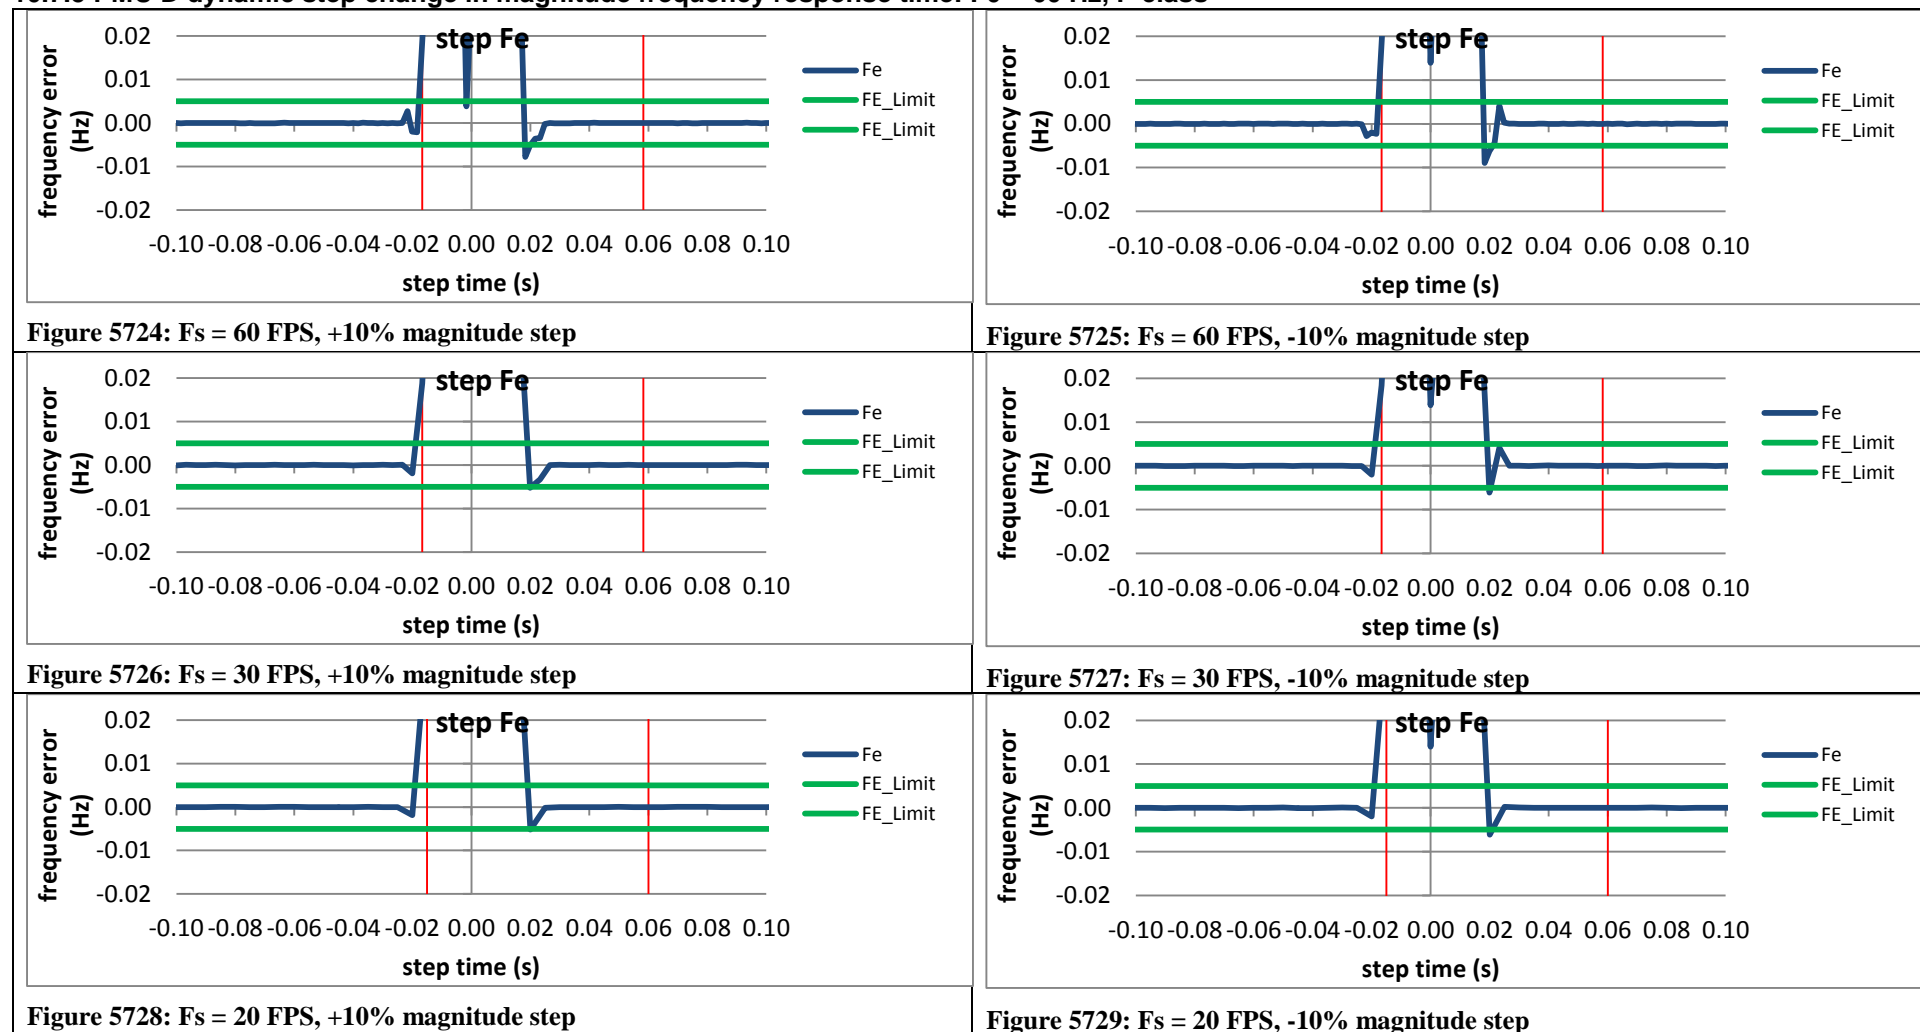 step Fe
0.02
0.01
0.00
-0.01
-0.02
frequency error
(Hz)
-0.10 -0.08 -0.06 -0.04 -0.02 0.00 0.02 0.04 0.06 0.08 0.10
step time (s)
Fe
FE_Limit
FE_Limit
Figure 5724: Fs = 60 FPS, +10% magnitude step
step Fe
0.02
0.01
0.00
-0.01
-0.02
frequency error
(Hz)
-0.10 -0.08 -0.06 -0.04 -0.02 0.00 0.02 0.04 0.06 0.08 0.10
step time (s)
Fe
FE_Limit
FE_Limit
Figure 5725: Fs = 60 FPS, -10% magnitude step
step Fe
0.02
0.01
0.00
-0.01
-0.02
frequency error
(Hz)
-0.10 -0.08 -0.06 -0.04 -0.02 0.00 0.02 0.04 0.06 0.08 0.10
step time (s)
Fe
FE_Limit
FE_Limit
Figure 5726: Fs = 30 FPS, +10% magnitude step
step Fe
0.02
0.01
0.00
-0.01
-0.02
frequency error
(Hz)
-0.10 -0.08 -0.06 -0.04 -0.02 0.00 0.02 0.04 0.06 0.08 0.10
step time (s)
Fe
FE_Limit
FE_Limit
Figure 5727: Fs = 30 FPS, -10% magnitude step
step Fe
0.02
0.01
0.00
-0.01
-0.02
frequency error
(Hz)
-0.10 -0.08 -0.06 -0.04 -0.02 0.00 0.02 0.04 0.06 0.08 0.10
step time (s)
Fe
FE_Limit
FE_Limit
Figure 5728: Fs = 20 FPS, +10% magnitude step
step Fe
0.02
0.01
0.00
-0.01
-0.02
frequency error
(Hz)
-0.10 -0.08 -0.06 -0.04 -0.02 0.00 0.02 0.04 0.06 0.08 0.10
step time (s)
Fe
FE_Limit
FE_Limit
Figure 5729: Fs = 20 FPS, -10% magnitude step